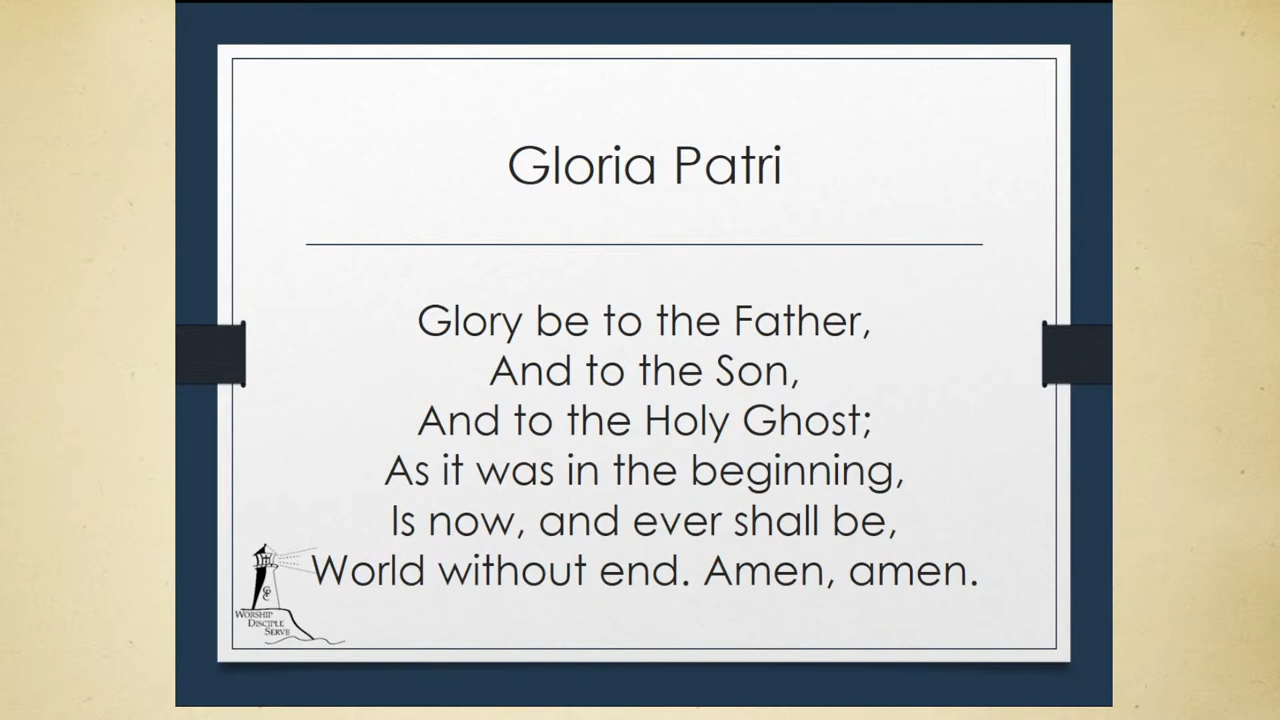 Gloria Patri
Glory be to the Father,
And to the Son,
And to the Holy Ghost;
As it was in the beginning,
Is now, and ever shall be,
World without end. Amen, amen.
WORSHIP
DISCIPLE
SERVE